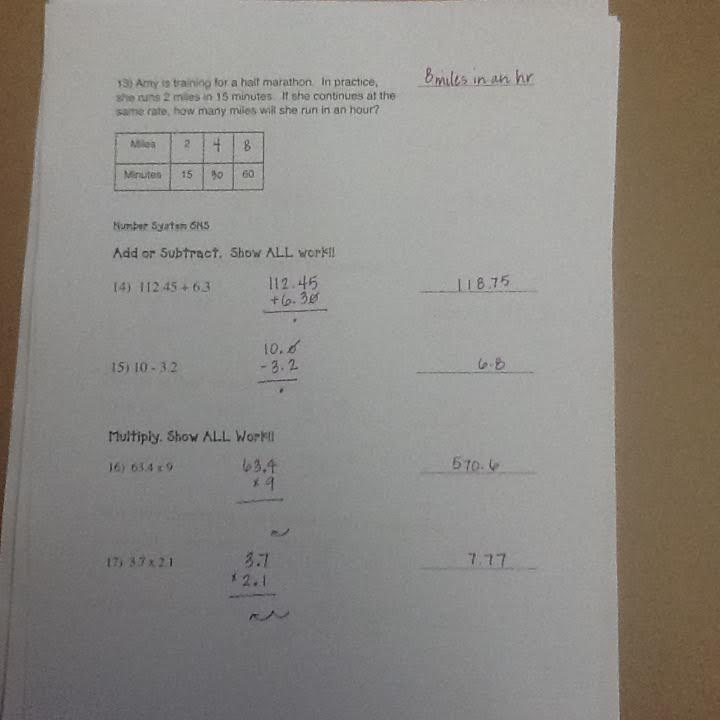 13) Amy is training for a half marathon. In practice,
she runs 2 miles in 15 minutes. If she continues at the
same rate, how many miles will she run in an hour?
8 miles in an hr
Miles 2 4 8
Minutes 15 30 60
Number System 6NS
Add or Subtract. Show ALL work!!
14) 112.45 + 6.3
112.45
+6.30
.
118.75
15) 10 - 3.2
10.0
-3.2
.
6.8
Multiply. Show ALL Work!!
16) 63.4 x 9
63.4
x 9
570.6
17) 3.7 x 2.1
3.7
x 2.1
7.77